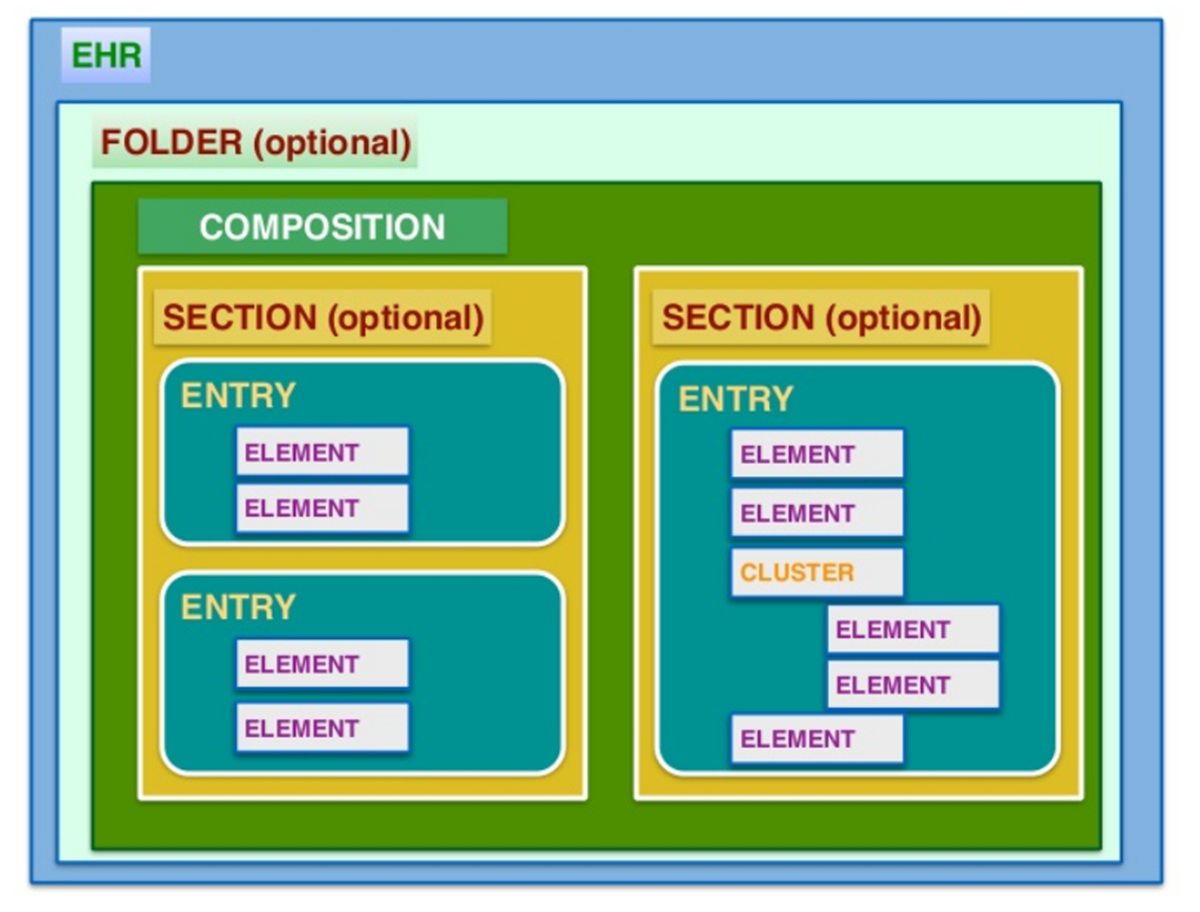 EHR
FOLDER (optional)
COMPOSITION
SECTION (optional)
ENTRY
ELEMENT
ELEMENT
ENTRY
ELEMENT
ELEMENT
SECTION (optional)
ENTRY
ELEMENT
ELEMENT
CLUSTER
ELEMENT
ELEMENT
ELEMENT